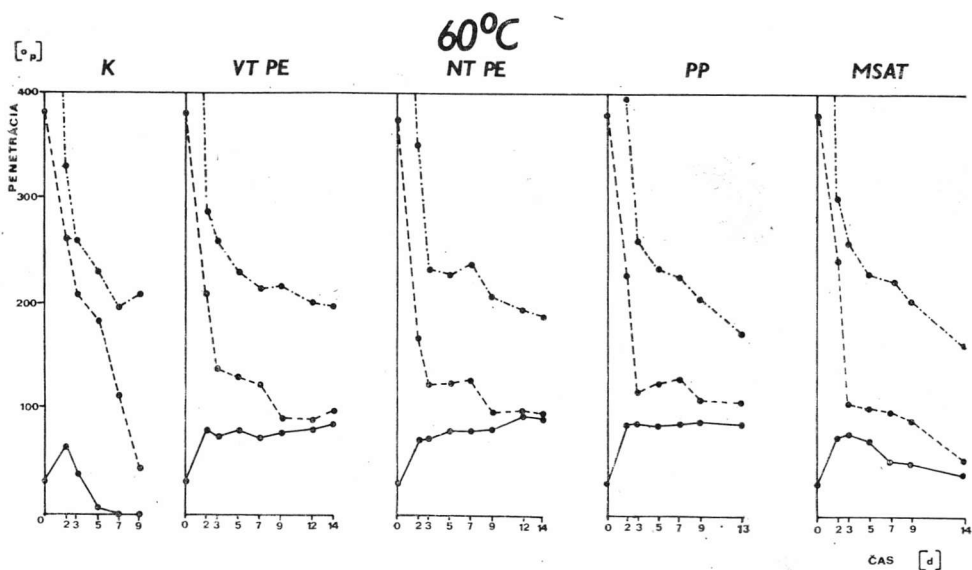 60°C
[°p]
K VT PE NT PE PP MSAT
PENETRÁCIA
400
300
200
100
0 2 3 5 7 9 0 2 3 5 7 9 12 14 0 2 3 5 7 9 12 14 0 2 3 5 7 9 13 0 2 3 5 7 9 14
ČAS [d]